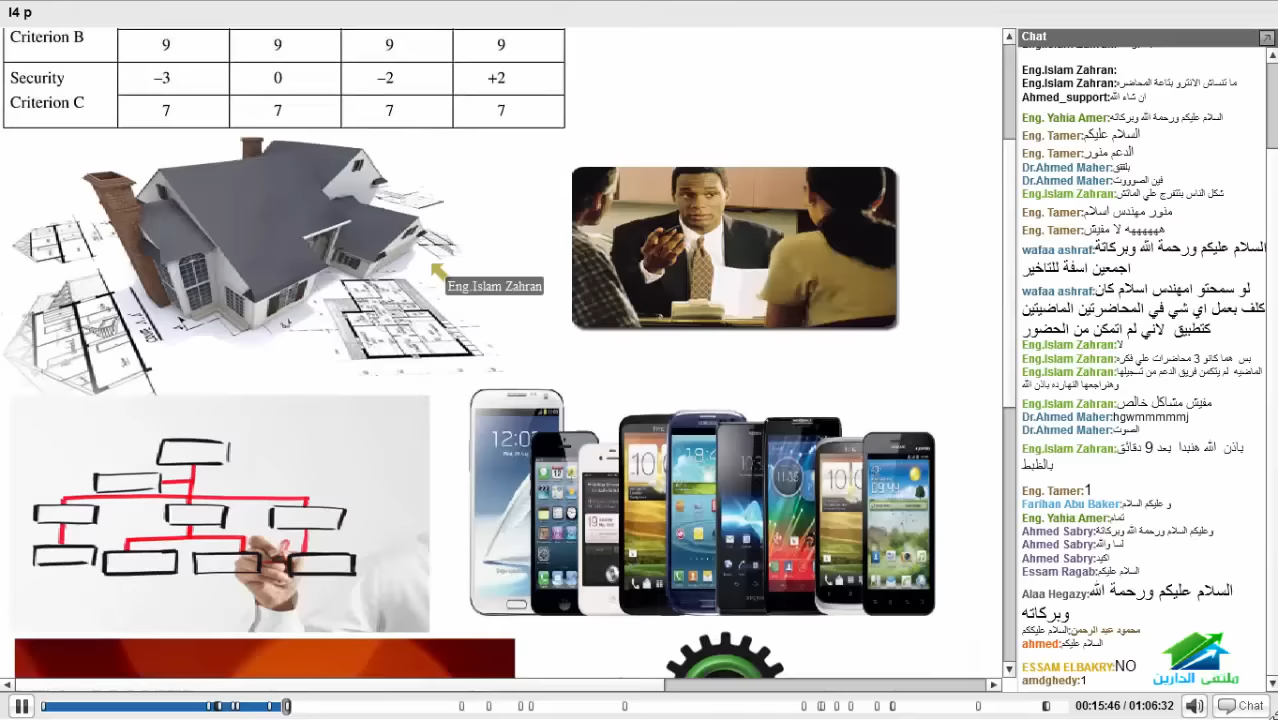 l4 p
Criterion B
9 9 9 9
Security
–3 0 –2 +2
Criterion C
7 7 7 7
Eng.Islam Zahran
Chat
Eng.Islam Zahran:
Eng.Islam Zahran:ما تنساش الانترو بتاعة المحاضره
Ahmed_support:ان شاء الله
Eng. Yahia Amer:السلام عليكم ورحمة الله وبركاته
Eng. Tamer:السلام عليكم
Eng. Tamer:الدعم منور
Dr.Ahmed Maher:بلفقق
Dr.Ahmed Maher:فين الصوووت
Eng.Islam Zahran:شكل الناس بتتفرج علي الماتش
Eng. Tamer:منور مهندس اسلام
Eng. Tamer:هههههه لا مفيش
wafaa ashraf:السلام عليكم ورحمة الله وبركاتة
اجمعين اسفة للتاخير
wafaa ashraf:لو سمحتو امهندس اسلام كان
كلف بعمل اي شي في المحاضرتين الماضيتين
كتطبيق لاني لم اتمكن من الحضور
Eng.Islam Zahran:لا
Eng.Islam Zahran:بس هما كانو 3 محاضرات علي فكره
Eng.Islam Zahran:الماضيه لم يتكمن فريق الدعم من تسجيلها
وهنراجعها النهارده باذن الله
Eng.Islam Zahran:مفيش مشاكل خالص
Dr.Ahmed Maher:hgwmmmmmj
Dr.Ahmed Maher:الصوت
Eng.Islam Zahran:باذن الله هنبدا بعد 9 دقائق
بالظبط
Eng. Tamer:1
Farihan Abu Baker:و عليكم السلام
Eng. Yahia Amer:تمام
Ahmed Sabry:وعليكم السلام ورحمة الله وبركاتة
Ahmed Sabry:لسا والله
Ahmed Sabry:اكيد
Essam Ragab:السلام عليكم
Alaa Hegazy:السلام عليكم ورحمة الله
وبركاته
محمود عبد الرحمن:السلام عليككم
ahmed:السلام عليكم
ESSAM ELBAKRY:NO
amdghedy:1
ملتقى الدارين
00:15:46 / 01:06:32
Chat